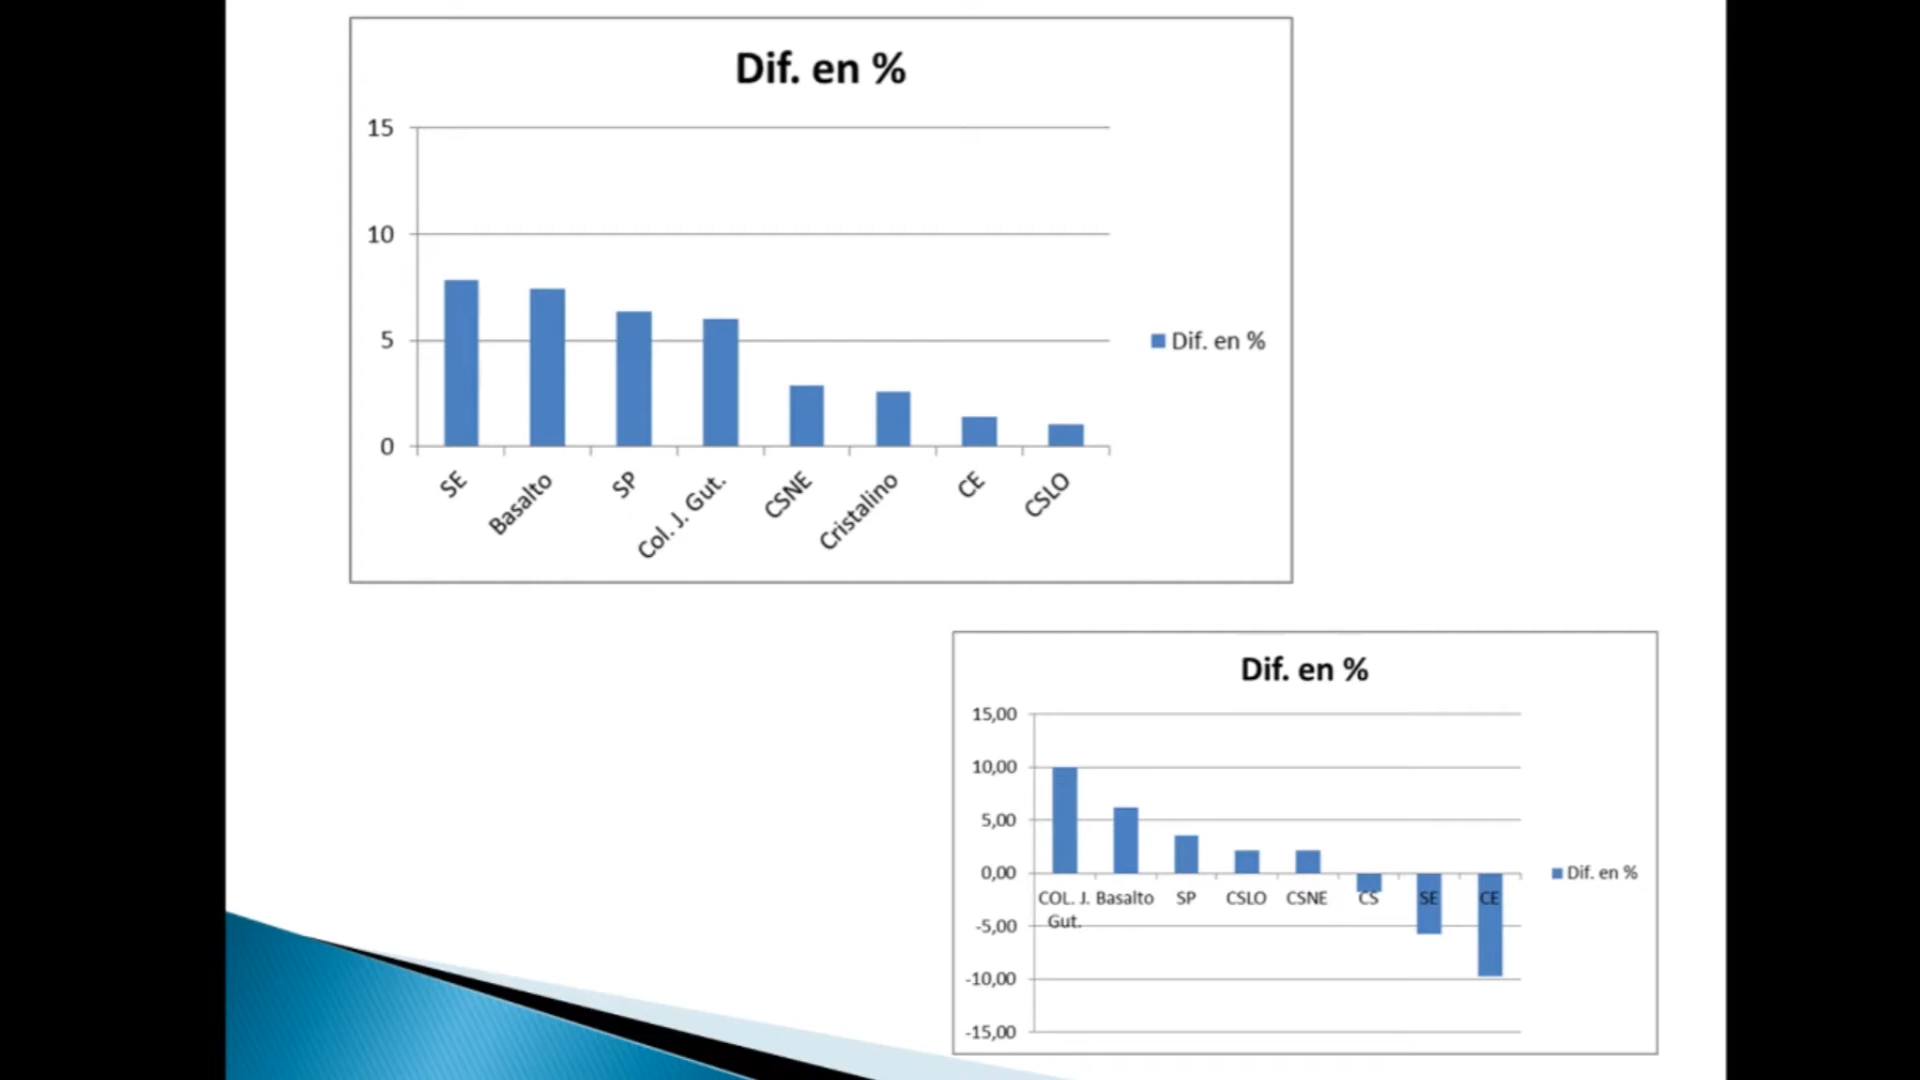 Dif. en %
15
10
5
0
SE
Basalto
SP
Col. J. Gut.
CSNE
Cristalino
CE
CSLO
Dif. en %
Dif. en %
15,00
10,00
5,00
0,00
-5,00
-10,00
-15,00
COL. J.
Gut.
Basalto
SP
CSLO
CSNE
CS
SE
CE
Dif. en %